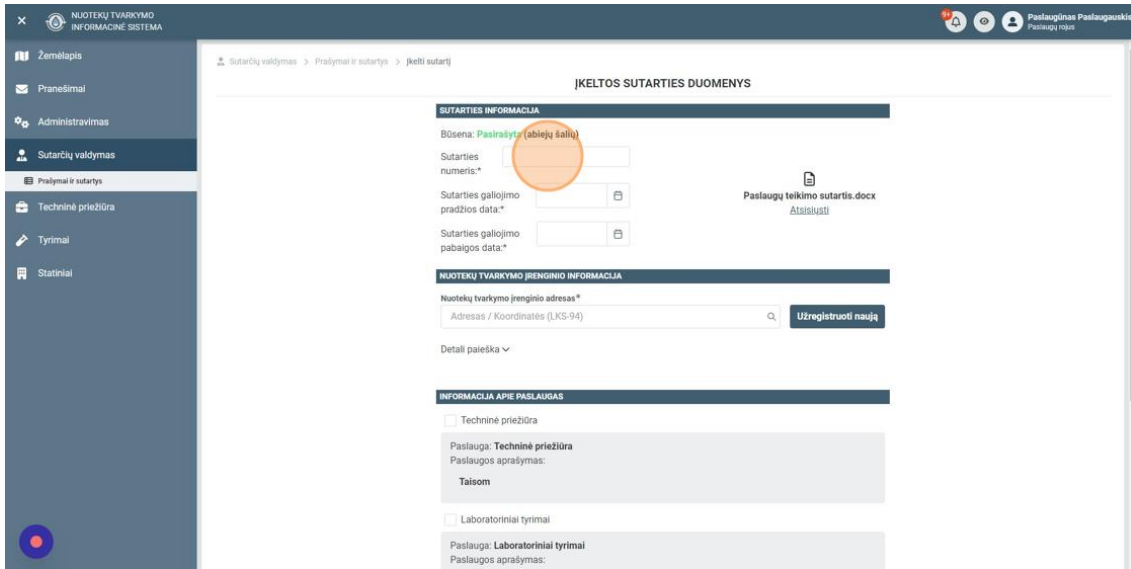 NUOTEKŲ TVARKYMO
INFORMACINĖ SISTEMA
9+
Paslaugūnas Paslaugauskis
Paslaugų rojus
Žemėlapis
Pranešimai
Administravimas
Sutarčių valdymas
Prašymai ir sutartys
Techninė priežiūra
Tyrimai
Statiniai
Sutarčių valdymas > Prašymai ir sutartys > Įkelti sutartį
ĮKELTOS SUTARTIES DUOMENYS
SUTARTIES INFORMACIJA
Būsena: Pasirašyta (abiejų šalių)
Sutarties
numeris:*
Sutarties galiojimo
pradžios data:*
Sutarties galiojimo
pabaigos data:*
Paslaugų teikimo sutartis.docx
Atsisiųsti
NUOTEKŲ TVARKYMO ĮRENGINIO INFORMACIJA
Nuotekų tvarkymo įrenginio adresas*
Adresas / Koordinatės (LKS-94)
Užregistruoti naują
Detali paieška
INFORMACIJA APIE PASLAUGAS
Techninė priežiūra
Paslauga: Techninė priežiūra
Paslaugos aprašymas:
Taisom
Laboratoriniai tyrimai
Paslauga: Laboratoriniai tyrimai
Paslaugos aprašymas: